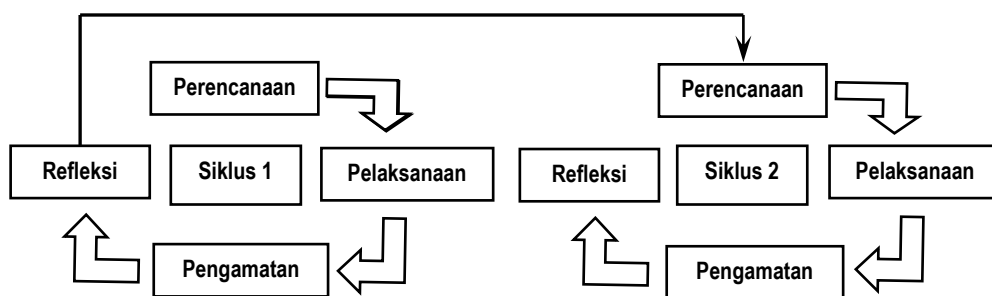 Perencanaan
Perencanaan
Refleksi
Siklus 1
Pelaksanaan
Refleksi
Siklus 2
Pelaksanaan
Pengamatan
Pengamatan